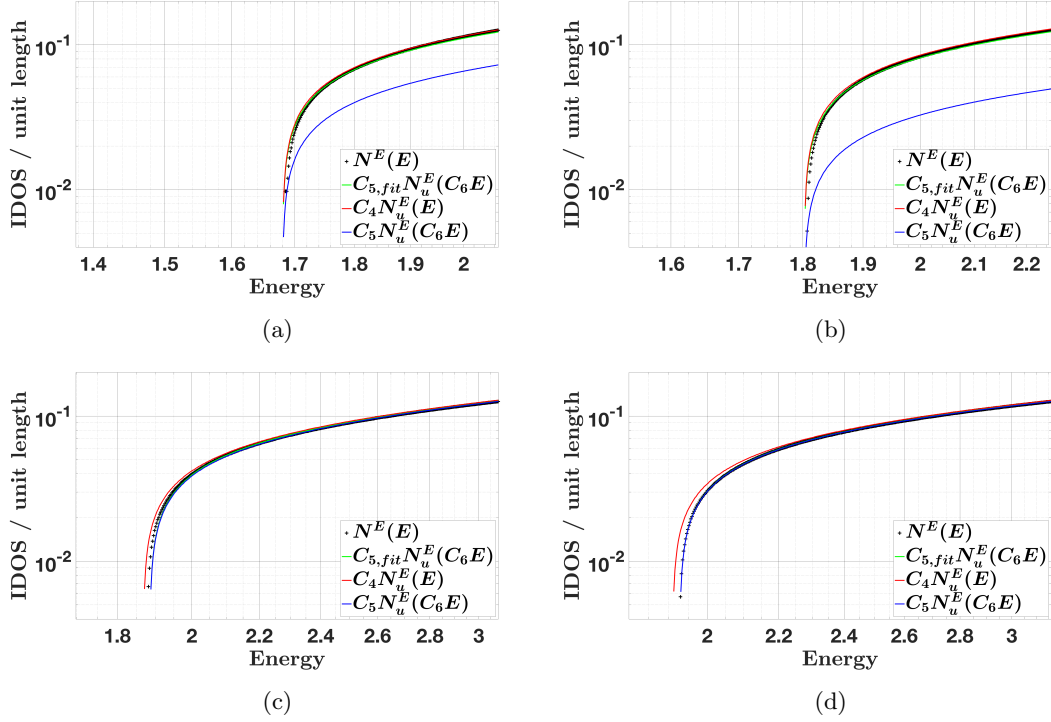 IDOS / unit length
10^{-1}
10^{-2}
N^E(E)
C_{5,fit}N_u^E(C_6E)
C_4N_u^E(E)
C_5N_u^E(C_6E)
1.4 1.5 1.6 1.7 1.8 1.9 2
Energy
(a)
IDOS / unit length
10^{-1}
10^{-2}
N^E(E)
C_{5,fit}N_u^E(C_6E)
C_4N_u^E(E)
C_5N_u^E(C_6E)
1.6 1.7 1.8 1.9 2 2.1 2.2
Energy
(b)
IDOS / unit length
10^{-1}
10^{-2}
N^E(E)
C_{5,fit}N_u^E(C_6E)
C_4N_u^E(E)
C_5N_u^E(C_6E)
1.8 2 2.2 2.4 2.6 2.8 3
Energy
(c)
IDOS / unit length
10^{-1}
10^{-2}
N^E(E)
C_{5,fit}N_u^E(C_6E)
C_4N_u^E(E)
C_5N_u^E(C_6E)
2 2.2 2.4 2.6 2.8 3
Energy
(d)